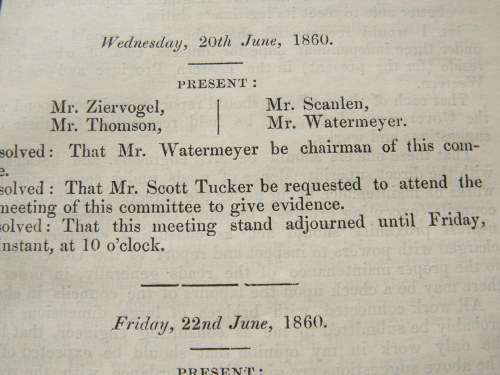 Wednesday, 20th June, 1860.
PRESENT:
Mr. Ziervogel,
Mr. Thomson,
Mr. Scanlen,
Mr. Watermeyer.
solved: That Mr. Watermeyer be chairman of this com-
e.
solved: That Mr. Scott Tucker be requested to attend the
meeting of this committee to give evidence.
solved: That this meeting stand adjourned until Friday,
instant, at 10 o'clock.
Friday, 22nd June, 1860.
PRESENT: